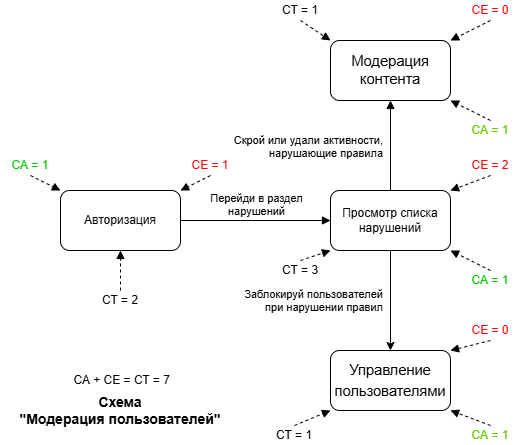 CT = 1
CE = 0
Модерация
контента
CA = 1
Скрой или удали активности,
нарушающие правила
CA = 1
CE = 1
CE = 2
Авторизация
Перейди в раздел
нарушений
Просмотр списка
нарушений
CT = 2
CT = 3
CA = 1
Заблокируй пользователей
при нарушении правил
CE = 0
Управление
пользователями
CA + CE = CT = 7
Схема
"Модерация пользователей"
CT = 1
CA = 1